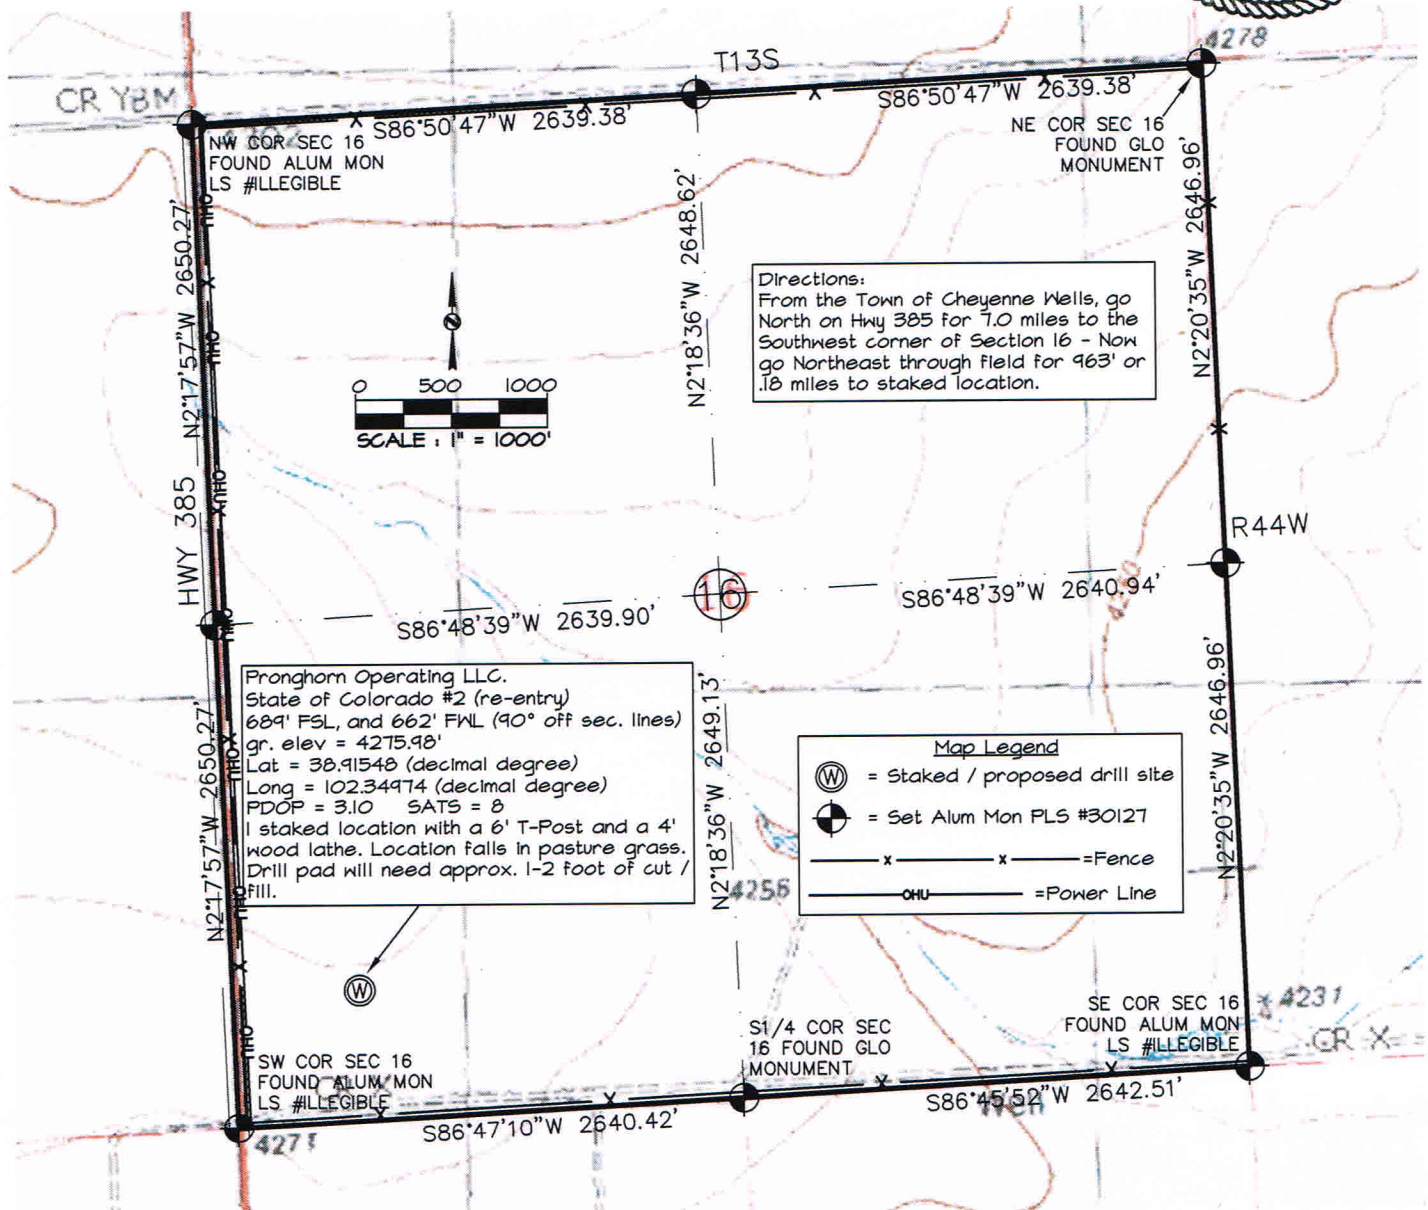 4278
T13S
CR YBM
S86°50'47"W 2639.38'
S86°50'47"W 2639.38'
NE COR SEC 16
FOUND GLO
MONUMENT
NW COR SEC 16
FOUND ALUM MON
LS #ILLEGIBLE
N2°17'57"W 2650.27'
OHU
N2°18'36"W 2648.62'
N2°20'35"W 2646.96'
Directions:
From the Town of Cheyenne Wells, go
North on Hwy 385 for 7.0 miles to the
Southwest corner of Section 16 - Now
go Northeast through field for 963' or
.18 miles to staked location.
0 500 1000
SCALE : 1" = 1000'
OHU
OHU
HWY 385
R44W
16
4260
S86°48'39"W 2640.94'
S86°48'39"W 2639.90'
OHU
Pronghorn Operating LLC.
State of Colorado #2 (re-entry)
689' FSL, and 662' FWL (90° off sec. lines)
gr. elev = 4275.98'
Lat = 38.91548 (decimal degree)
Long = 102.34974 (decimal degree)
PDOP = 3.10 SATS = 8
I staked location with a 6' T-Post and a 4'
wood lathe. Location falls in pasture grass.
Drill pad will need approx. 1-2 foot of cut /
fill.
N2°17'57"W 2650.27'
OHU
OHU
N2°18'36"W 2649.13'
N2°20'35"W 2646.96'
Map Legend
W = Staked / proposed drill site
= Set Alum Mon PLS #30127
x x =Fence
OHU =Power Line
4256
W
SE COR SEC 16
FOUND ALUM MON
LS #ILLEGIBLE
4231
CR X
S1/4 COR SEC
16 FOUND GLO
MONUMENT
OHU
SW COR SEC 16
FOUND ALUM MON
LS #ILLEGIBLE
S86°45'52"W 2642.51'
S86°47'10"W 2640.42'